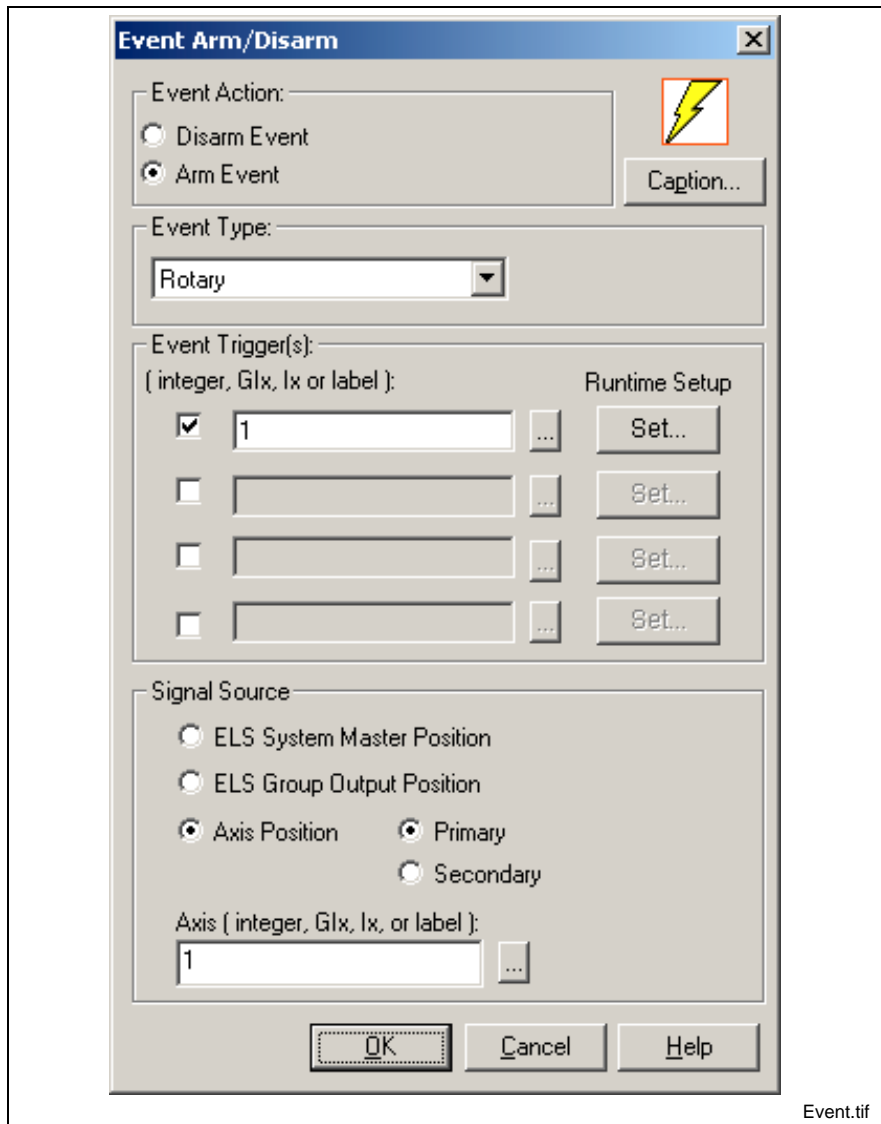 Event Arm/Disarm
Event Action:
Disarm Event
Arm Event
Caption...
Event Type:
Rotary
Event Trigger(s):
( integer, GIx, Ix or label ):
Runtime Setup
1
...
Set...
...
Set...
...
Set...
...
Set...
Signal Source
ELS System Master Position
ELS Group Output Position
Axis Position
Primary
Secondary
Axis ( integer, GIx, Ix, or label ):
1
...
OK
Cancel
Help
Event.tif